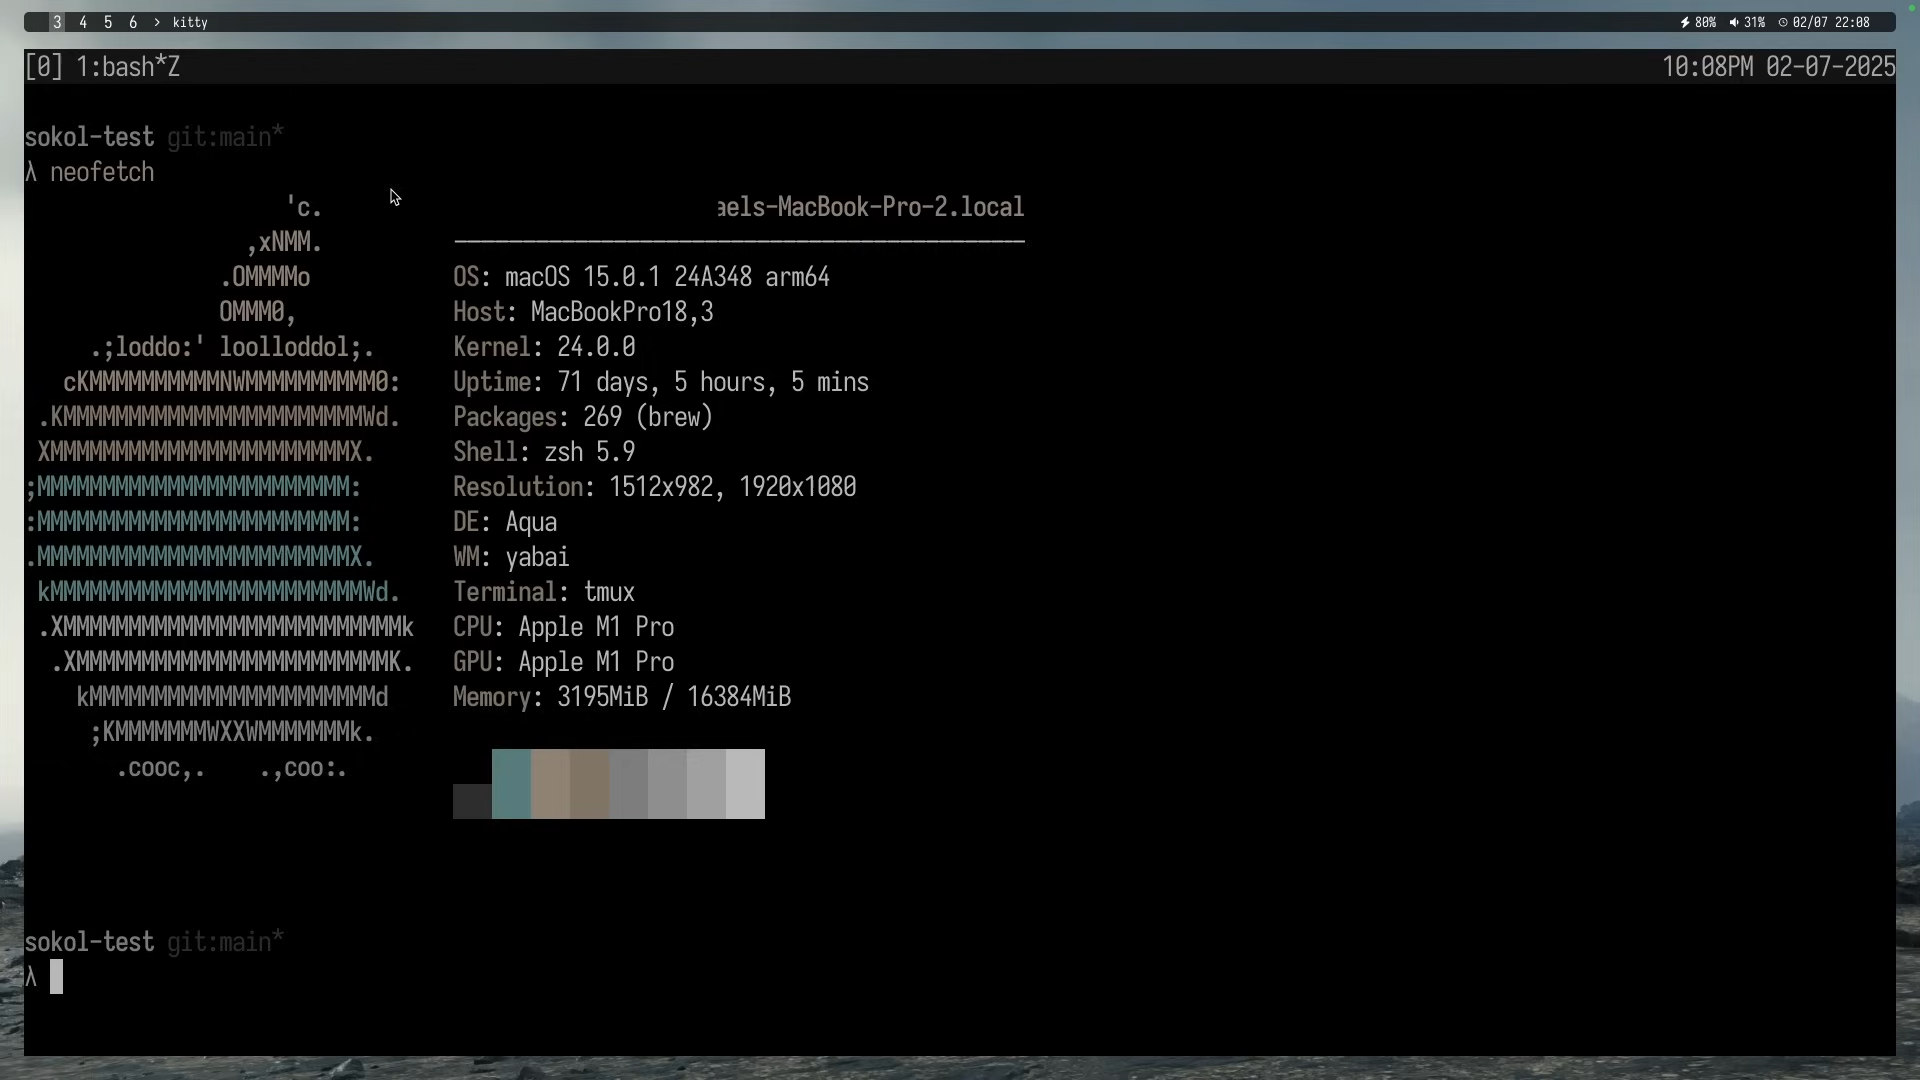 3 4 5 6 > kitty 80% 31% 02/07 22:08
[0] 1:bash*Z 10:08PM 02-07-2025
sokol-test git:main*
λ neofetch
'c. aels-MacBook-Pro-2.local
,xNMM. --------------------------------------------
.OMMMMo OS: macOS 15.0.1 24A348 arm64
OMMM0, Host: MacBookPro18,3
.;loddo:' loolloddol;. Kernel: 24.0.0
cKMMMMMMMMMMNWMMMMMMMMMM0: Uptime: 71 days, 5 hours, 5 mins
.KMMMMMMMMMMMMMMMMMMMMMMMWd. Packages: 269 (brew)
XMMMMMMMMMMMMMMMMMMMMMMMX. Shell: zsh 5.9
;MMMMMMMMMMMMMMMMMMMMMMMM: Resolution: 1512x982, 1920x1080
:MMMMMMMMMMMMMMMMMMMMMMMM: DE: Aqua
.MMMMMMMMMMMMMMMMMMMMMMMMX. WM: yabai
kMMMMMMMMMMMMMMMMMMMMMMMMWd. Terminal: tmux
.XMMMMMMMMMMMMMMMMMMMMMMMMMMk CPU: Apple M1 Pro
.XMMMMMMMMMMMMMMMMMMMMMMMMK. GPU: Apple M1 Pro
kMMMMMMMMMMMMMMMMMMMMMMd Memory: 3195MiB / 16384MiB
;KMMMMMMMWXXWMMMMMMMk.
.cooc,. .,coo:.
sokol-test git:main*
λ